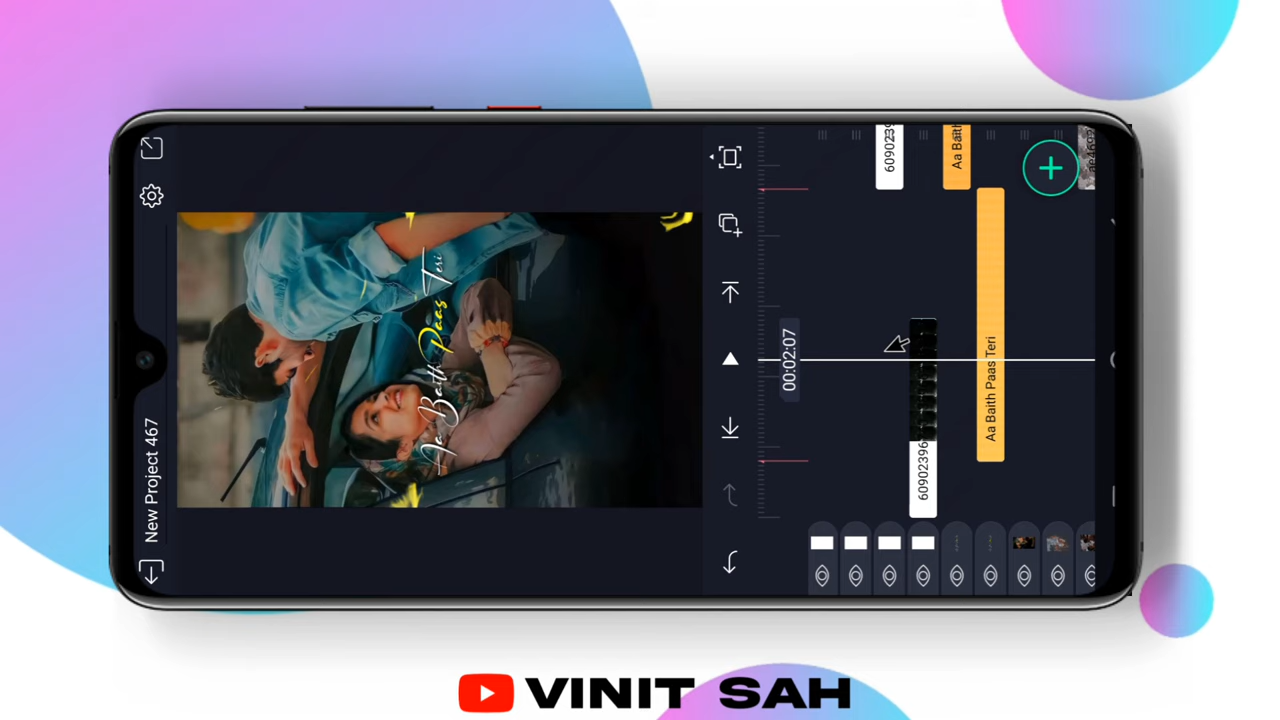 New Project 467
Aa Baith Paas Teri
00:02:07
6090239
60902396
Aa Baith
Aa Baith Paas Teri
VINIT SAH